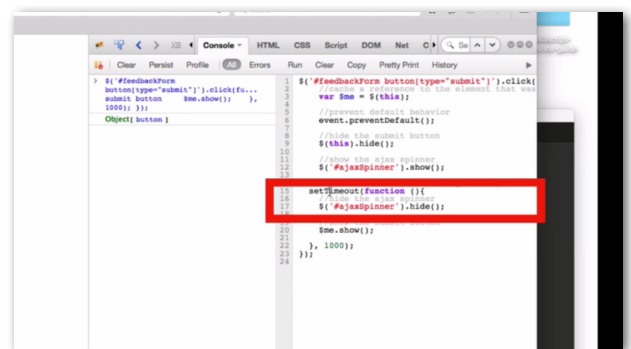 Console HTML CSS Script DOM Net
Clear Persist Profile All Errors Run Clear Copy Pretty Print History
> $('#feedbackForm
button[type="submit"]').click(fu...
submit button $me.show(); },
1000); });
Object[ button ]
1 $('#feedbackForm button[type="submit"]').click(
2 //cache a reference to the element that was
3 var $me = $(this);
4
5 //prevent default behavior
6 event.preventDefault();
7
8 //hide the submit button
9 $(this).hide();
10
11 //show the ajax spinner
12 $('#ajaxSpinner').show();
13
15 setTimeout(function (){
16 //hide the ajax spinner
17 $('#ajaxSpinner').hide();
20 $me.show();
21
22 }, 1000);
23 });
24